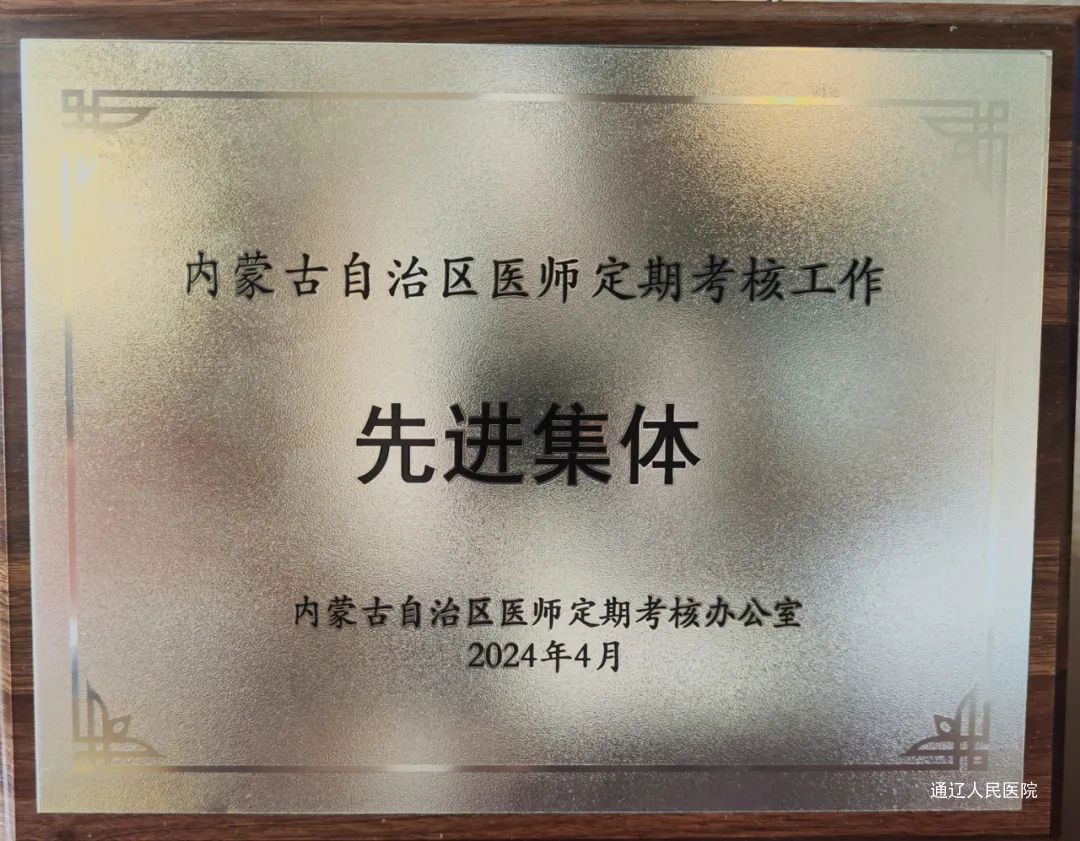 内蒙古自治区医师定期考核工作
先进集体
内蒙古自治区医师定期考核办公室
2024年4月
通辽人民医院